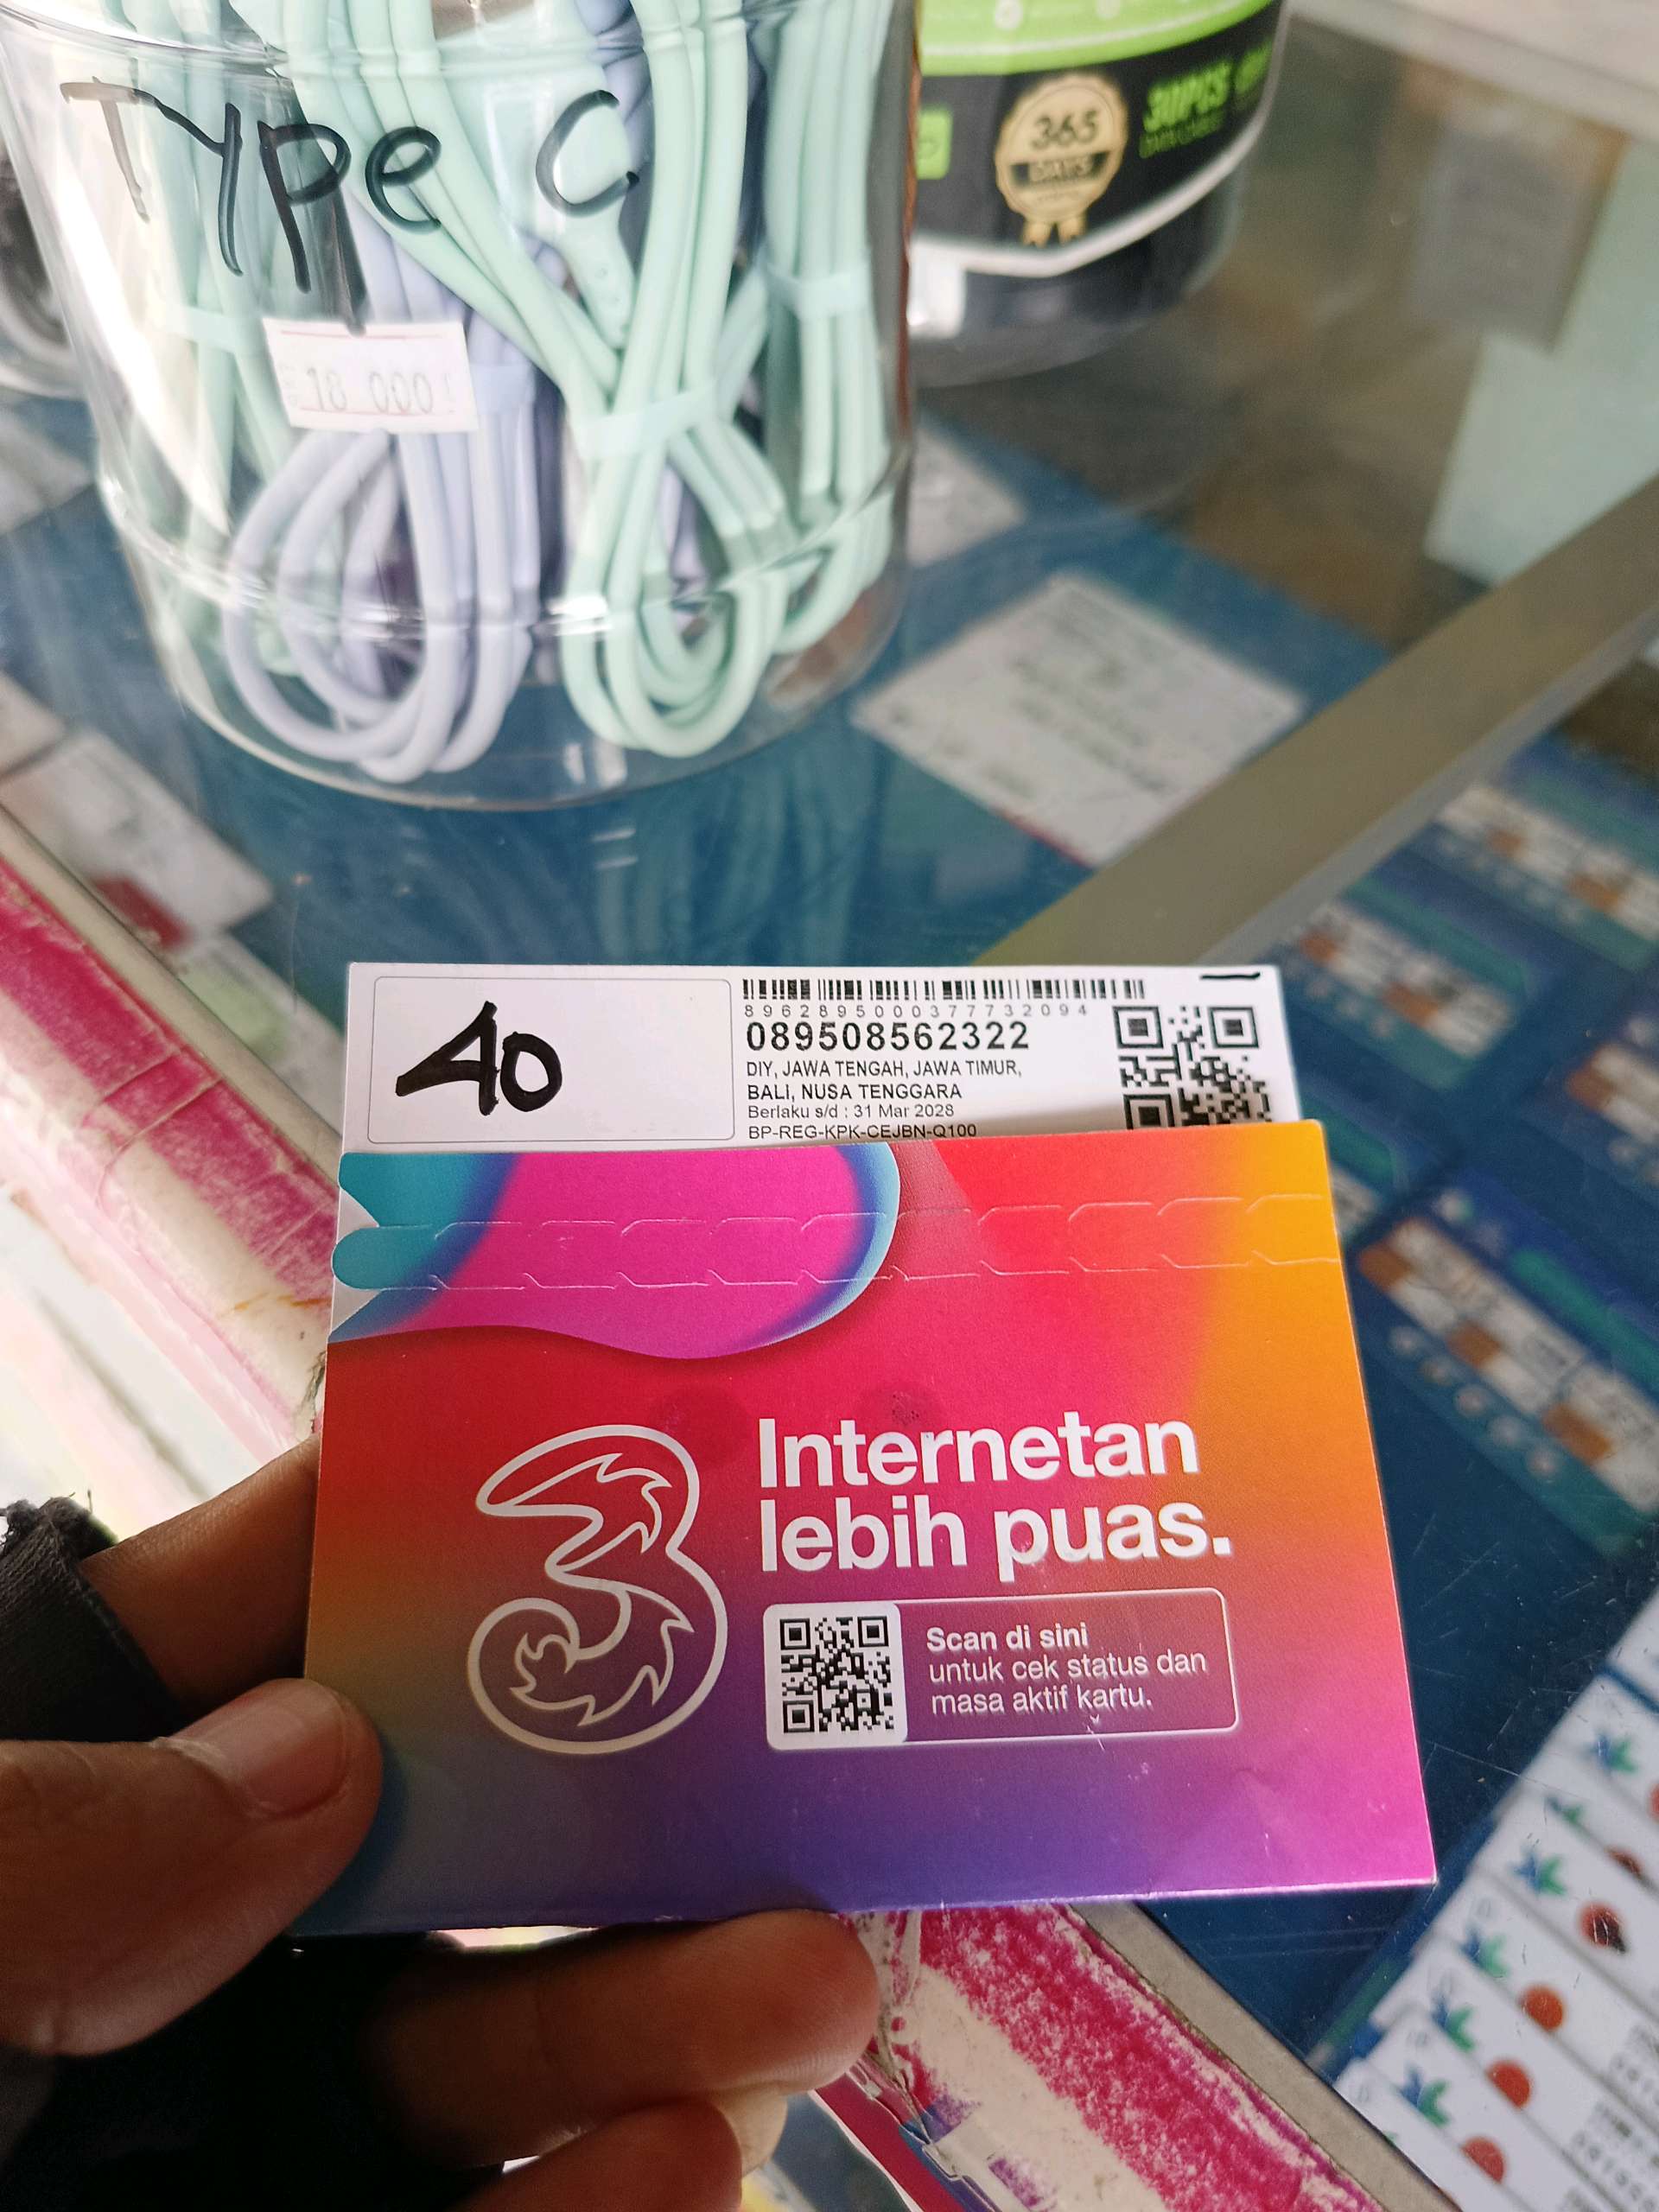 Type C
18 000
365
DAYS
30PCS
40
8962895000377732094
089508562322
DIY, JAWA TENGAH, JAWA TIMUR,
BALI, NUSA TENGGARA
Berlaku s/d : 31 Mar 2028
BP-REG-KPK-CEJBN-Q100
3
Internetan
lebih puas.
Scan di sini
untuk cek status dan
masa aktif kartu.